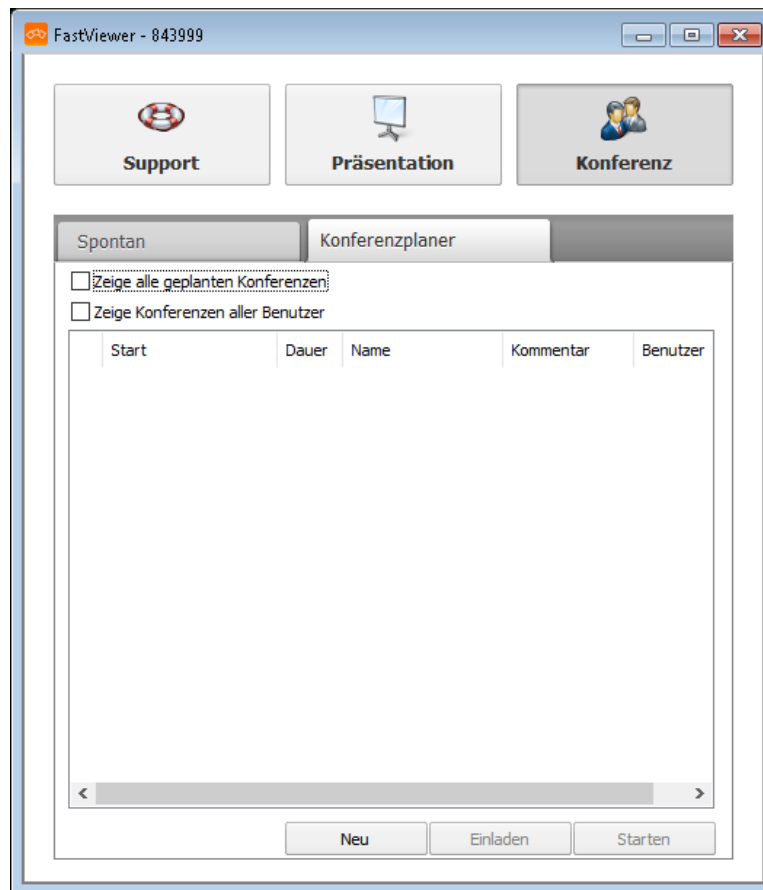 FastViewer - 843999
Support Präsentation Konferenz
Spontan Konferenzplaner
Zeige alle geplanten Konferenzen
Zeige Konferenzen aller Benutzer
Start Dauer Name Kommentar Benutzer
Neu Einladen Starten